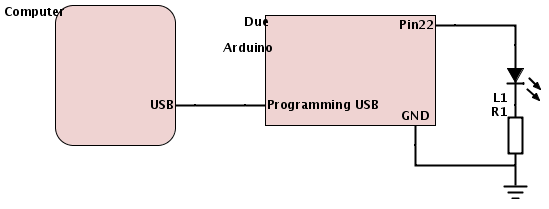 Computer
Due
Arduino
Pin22
USB
Programming USB
GND
L1
R1